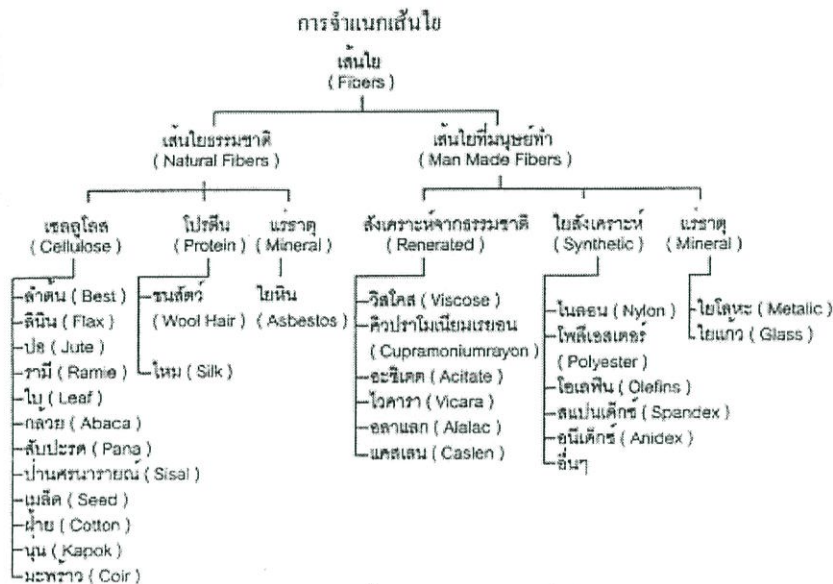 การจำแนกเส้นใย
เส้นใย
( Fibers )
เส้นใยธรรมชาติ
( Natural Fibers )
เส้นใยที่มนุษย์ทำ
( Man Made Fibers )
เซลลูโลส
( Cellulose )
โปรตีน
( Protein )
แร่ธาตุ
( Mineral )
สังเคราะห์จากธรรมชาติ
( Renerated )
ใยสังเคราะห์
( Synthetic )
แร่ธาตุ
( Mineral )
ลำต้น ( Best )
ลินิน ( Flax )
ปอ ( Jute )
รามี ( Ramie )
ใบ ( Leaf )
กล้วย ( Abaca )
สับปะรด ( Pana )
ป่านศรนารายณ์ ( Sisal )
เมล็ด ( Seed )
ฝ้าย ( Cotton )
นุ่น ( Kapok )
มะพร้าว ( Coir )
ขนสัตว์
( Wool Hair )
ไหม ( Silk )
ใยหิน
( Asbestos )
วิสโคส ( Viscose )
คิวปราโมเนียมเรยอน
( Cupramoniumrayon )
อะซิเตต ( Acitate )
ไวคารา ( Vicara )
อลาแลก ( Alalac )
แคสเลน ( Caslen )
ไนลอน ( Nylon )
โพลีเอสเตอร์
( Polyester )
โอเลฟิน ( Olefins )
สแปนเด็กซ์ ( Spandex )
อนีเด็กซ์ ( Anidex )
อื่นๆ
ใยโลหะ ( Metalic )
ใยแก้ว ( Glass )